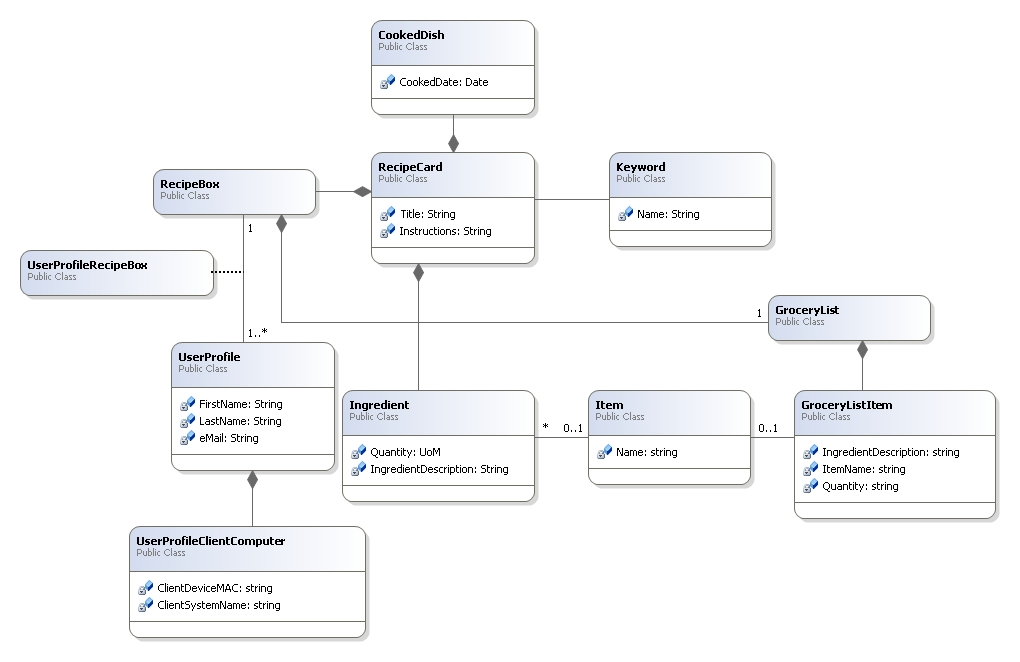 CookedDish
Public Class
CookedDate: Date
RecipeCard
Public Class
Title: String
Instructions: String
Keyword
Public Class
Name: String
RecipeBox
Public Class
1
UserProfileRecipeBox
Public Class
1..*
GroceryList
Public Class
1
UserProfile
Public Class
FirstName: String
LastName: String
eMail: String
Ingredient
Public Class
Quantity: UoM
IngredientDescription: String
* 0..1
Item
Public Class
Name: string
0..1
GroceryListItem
Public Class
IngredientDescription: string
ItemName: string
Quantity: string
UserProfileClientComputer
Public Class
ClientDeviceMAC: string
ClientSystemName: string